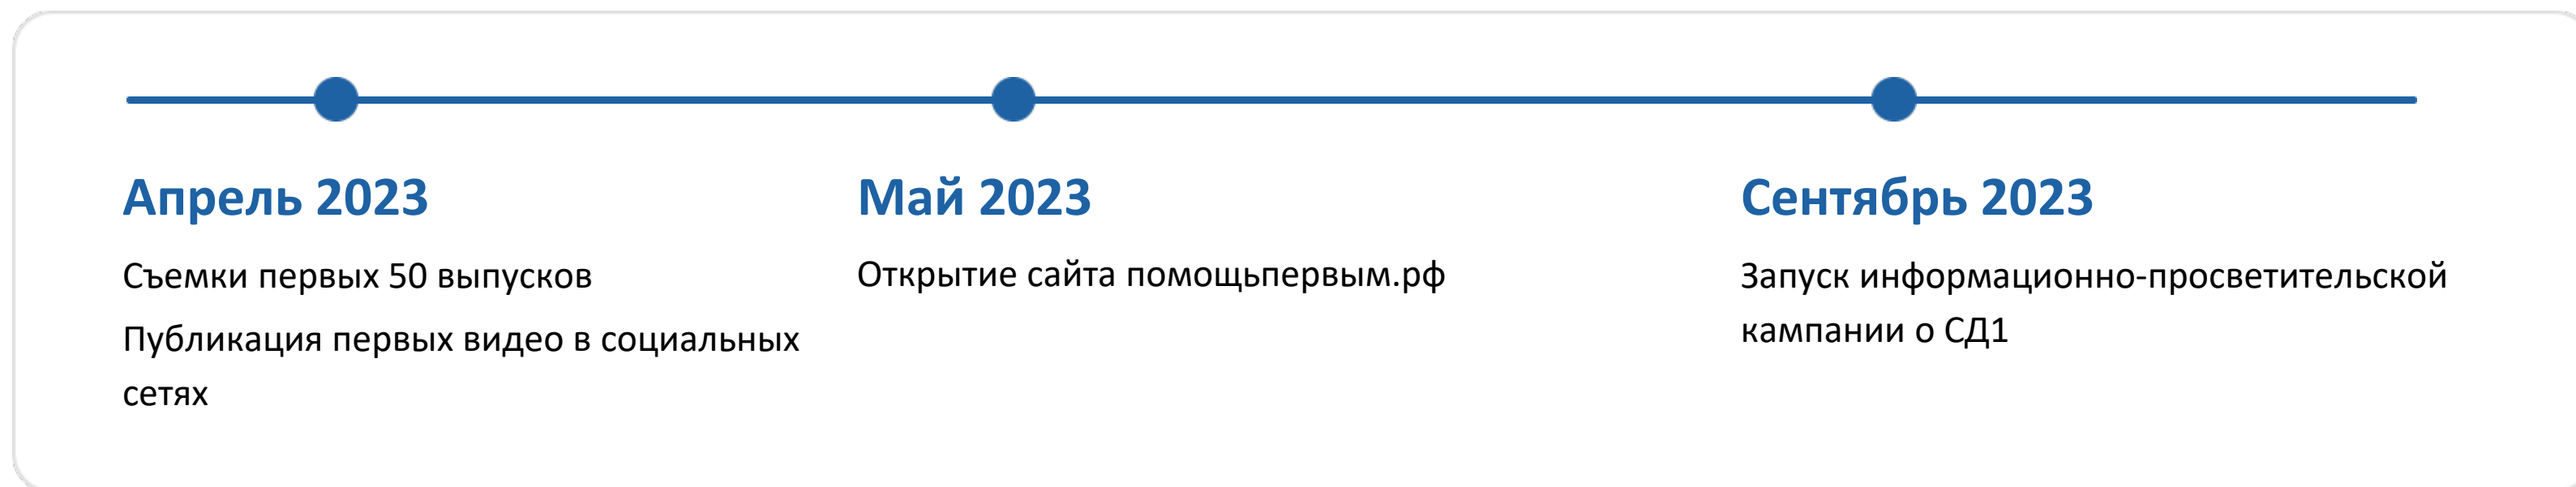 Апрель 2023
Съемки первых 50 выпусков
Публикация первых видео в социальных
сетях
Май 2023
Открытие сайта помощьпервым.рф
Сентябрь 2023
Запуск информационно-просветительской
кампании о СД1